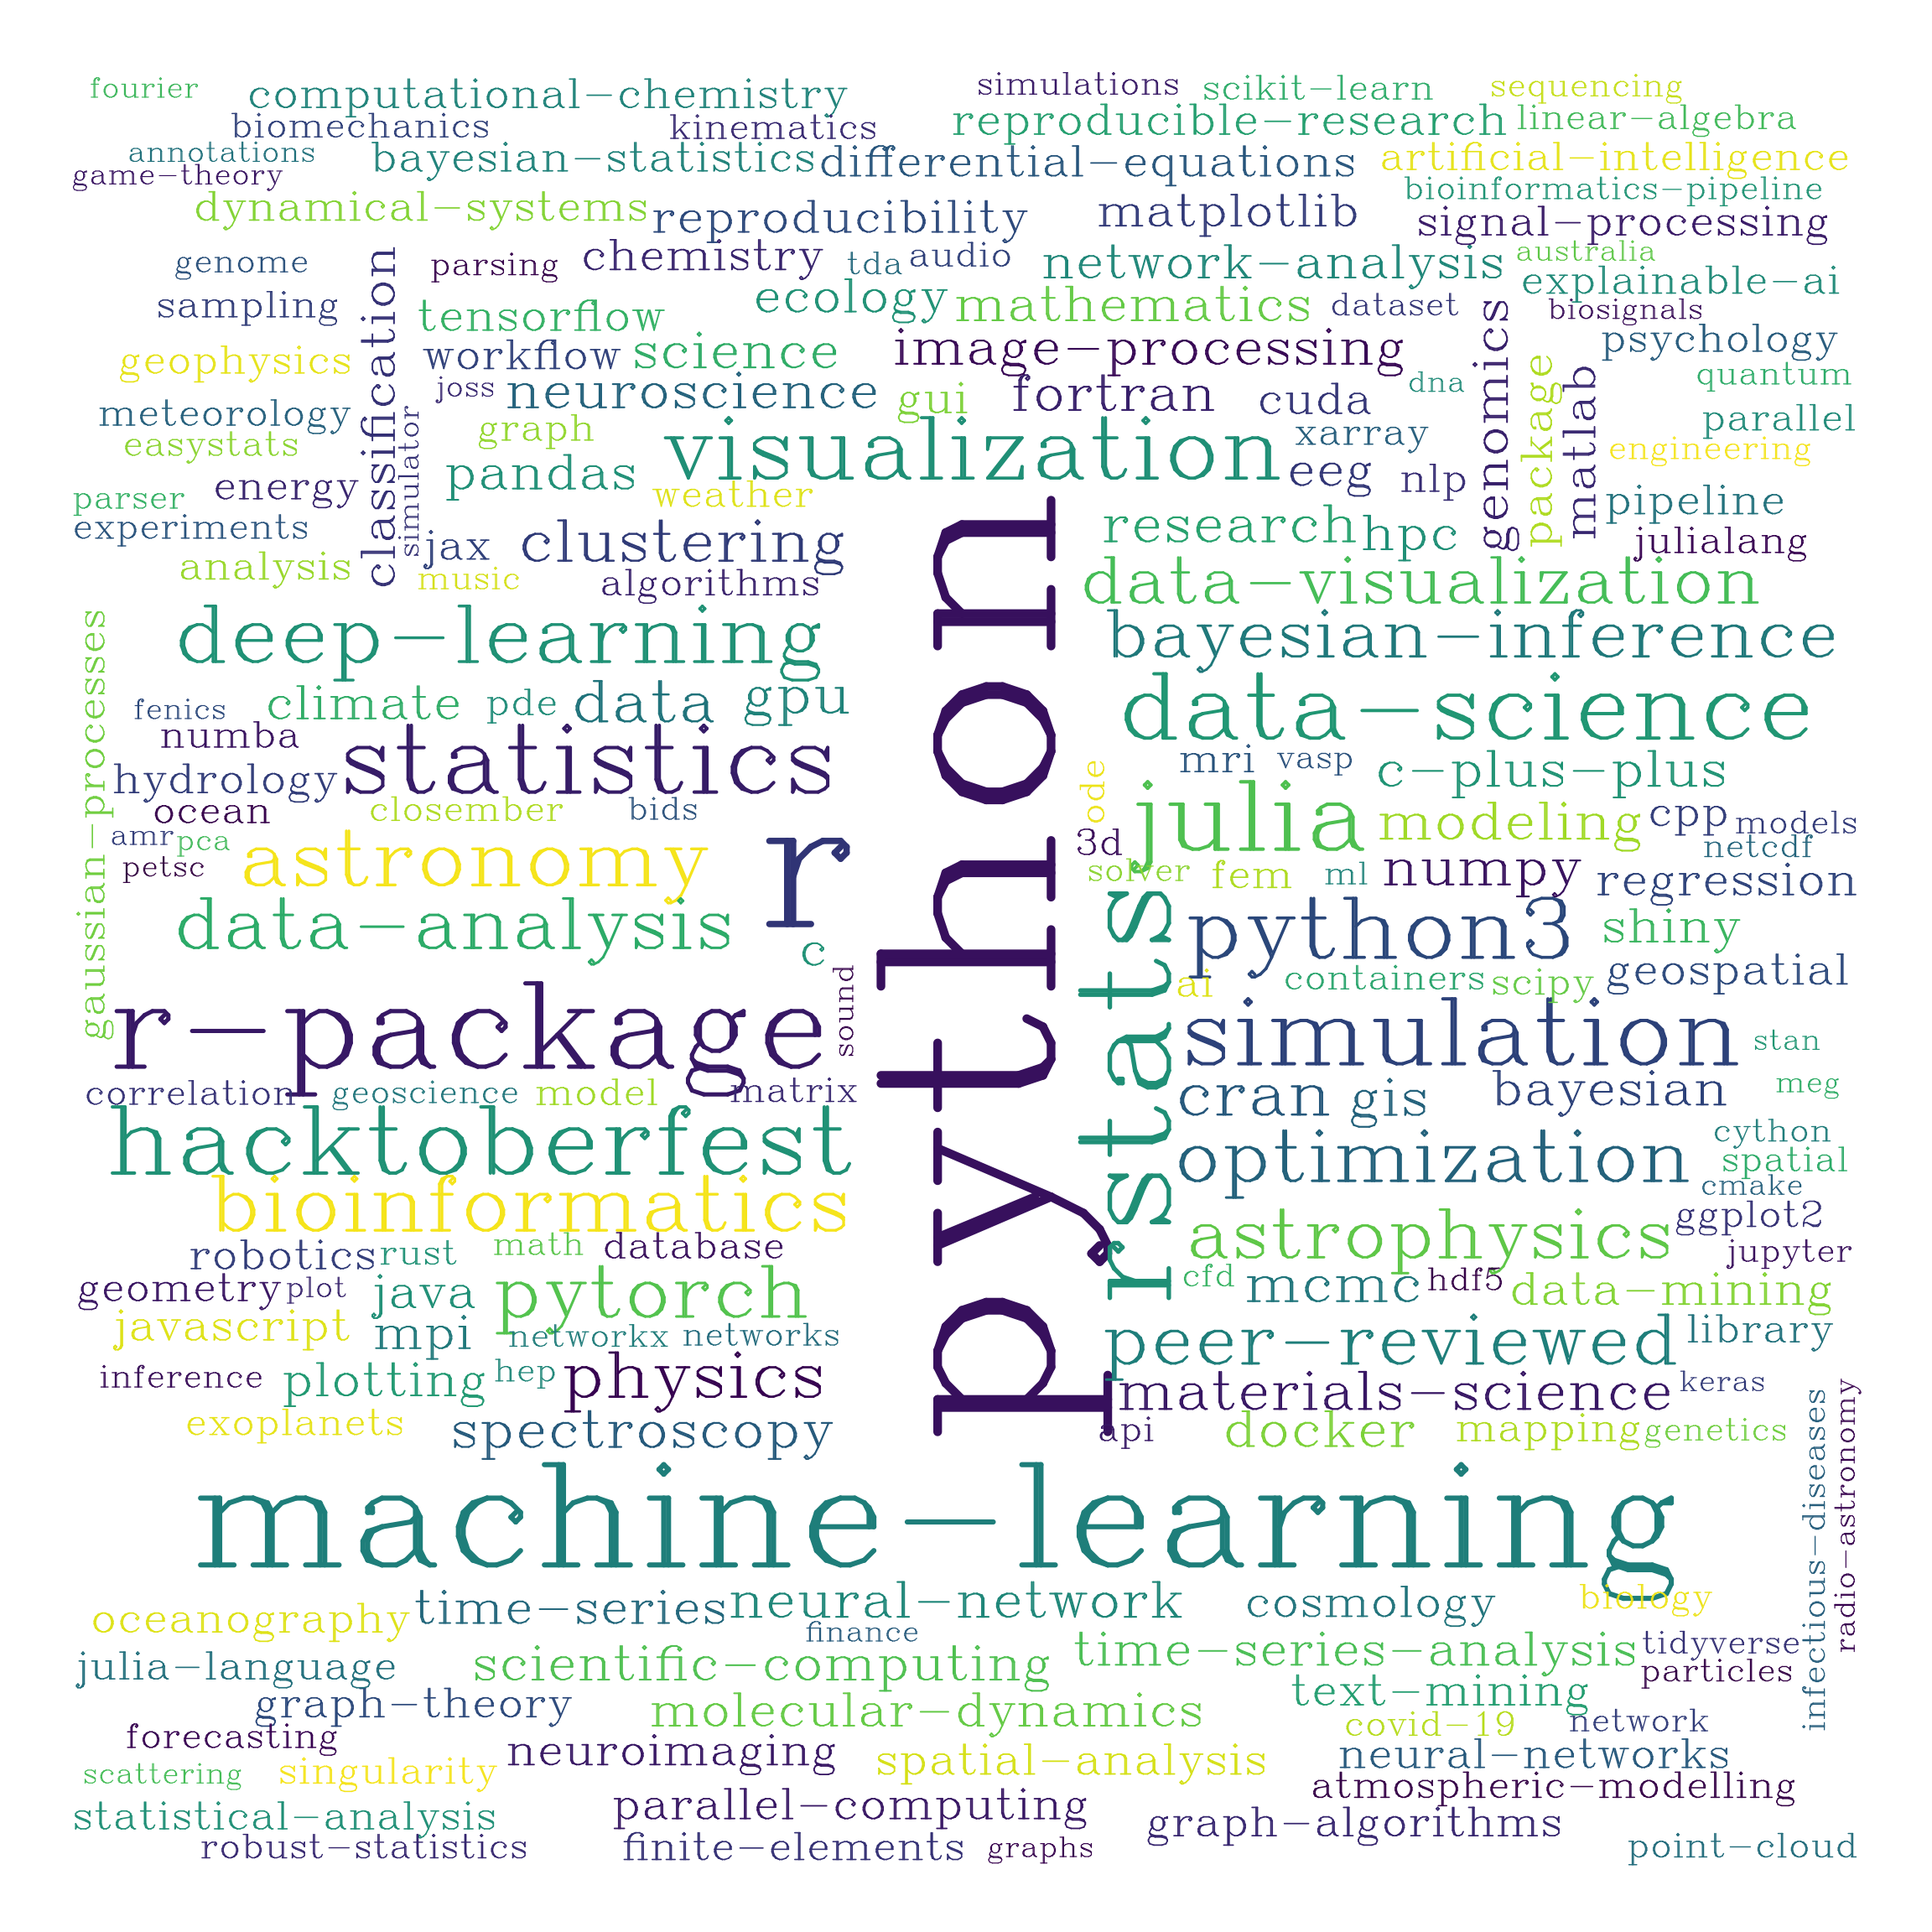 fourier
computational-chemistry
simulations
scikit-learn
sequencing
biomechanics
kinematics
reproducible-research
linear-algebra
annotations
bayesian-statistics
differential-equations
artificial-intelligence
game-theory
bioinformatics-pipeline
dynamical-systems
reproducibility
matplotlib
signal-processing
genome
classification
parsing
chemistry
tda
audio
network-analysis
australia
explainable-ai
sampling
tensorflow
ecology
mathematics
dataset
genomics
biosignals
geophysics
workflow
science
image-processing
package
matlab
psychology
joss
neuroscience
gui
fortran
cuda
dna
quantum
meteorology
simulator
graph
visualization
xarray
parallel
easystats
pandas
weather
eeg
nlp
engineering
parser
energy
python
research
hpc
pipeline
experiments
jax
clustering
julialang
analysis
music
algorithms
data-visualization
gaussian-processes
deep-learning
bayesian-inference
fenics
climate
pde
data
gpu
data-science
numba
statistics
mri
vasp
c-plus-plus
hydrology
ocean
closember
bids
ode
julia
modeling
cpp
models
amr
pca
r
3d
netcdf
petsc
astronomy
solver
fem
ml
numpy
regression
data-analysis
c
rstats
python3
shiny
sound
ai
containers
scipy
geospatial
r-package
simulation
stan
correlation
geoscience
model
matrix
cran
gis
bayesian
meg
hacktoberfest
optimization
cython
spatial
cmake
bioinformatics
astrophysics
ggplot2
robotics
rust
math
database
jupyter
geometry
plot
java
pytorch
cfd
mcmc
hdf5
data-mining
javascript
mpi
networkx
networks
peer-reviewed
library
inference
plotting
hep
physics
materials-science
keras
exoplanets
spectroscopy
api
docker
mapping
genetics
infectious-diseases
radio-astronomy
machine-learning
oceanography
time-series
neural-network
cosmology
biology
finance
julia-language
scientific-computing
time-series-analysis
tidyverse
particles
graph-theory
molecular-dynamics
text-mining
forecasting
covid-19
network
neuroimaging
spatial-analysis
neural-networks
scattering
singularity
atmospheric-modelling
statistical-analysis
parallel-computing
graph-algorithms
robust-statistics
finite-elements
graphs
point-cloud